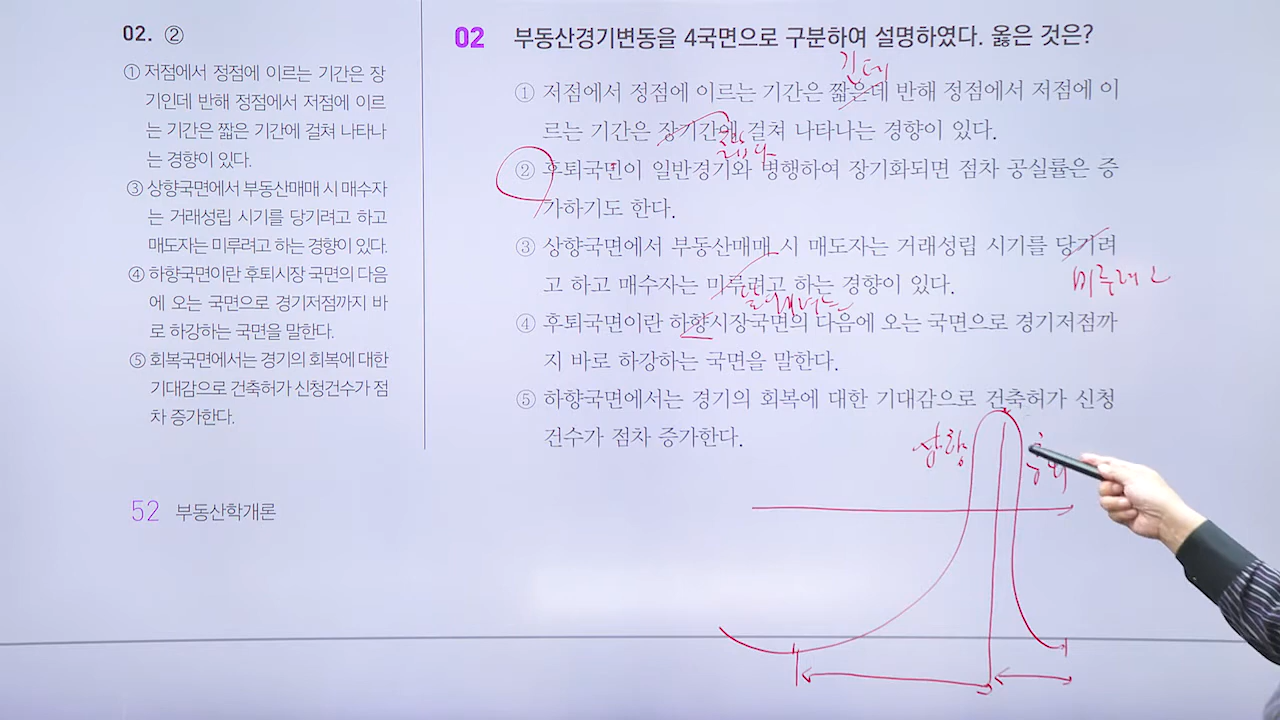 02. ②
① 저점에서 정점에 이르는 기간은 장
기인데 반해 정점에서 저점에 이르
는 기간은 짧은 기간에 걸쳐 나타나
는 경향이 있다.
③ 상향국면에서 부동산매매 시 매수자
는 거래성립 시기를 당기려고 하고
매도자는 미루려고 하는 경향이 있다.
④ 하향국면이란 후퇴시장 국면의 다음
에 오는 국면으로 경기저점까지 바
로 하강하는 국면을 말한다.
⑤ 회복국면에서는 경기의 회복에 대한
기대감으로 건축허가 신청건수가 점
차 증가한다.
52 부동산학개론
02 부동산경기변동을 4국면으로 구분하여 설명하였다. 옳은 것은?
긴데
① 저점에서 정점에 이르는 기간은 짧은데 반해 정점에서 저점에 이
르는 기간은 장기간에 걸쳐 나타나는 경향이 있다.
② 후퇴국면이 일반경기와 병행하여 장기화되면 점차 공실률은 증
가하기도 한다.
③ 상향국면에서 부동산매매 시 매도자는 거래성립 시기를 당기려
고 하고 매수자는 미루려고 하는 경향이 있다.
미루려고
④ 후퇴국면이란 하향시장국면의 다음에 오는 국면으로 경기저점까
지 바로 하강하는 국면을 말한다.
⑤ 하향국면에서는 경기의 회복에 대한 기대감으로 건축허가 신청
건수가 점차 증가한다.
상향 후퇴